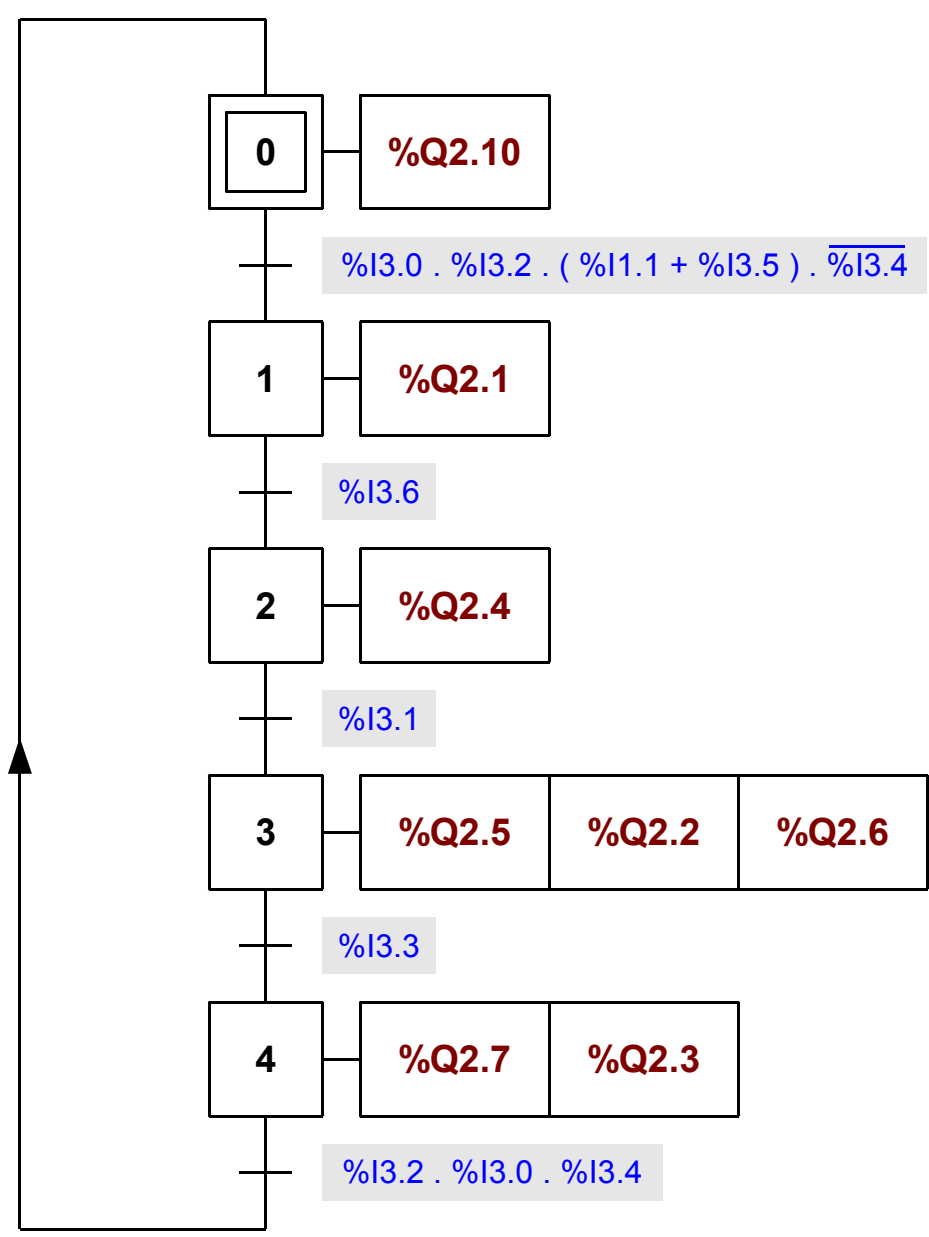 0 %Q2.10
%I3.0 . %I3.2 . ( %I1.1 + %I3.5 ) . %I3.4
1 %Q2.1
%I3.6
2 %Q2.4
%I3.1
3 %Q2.5 %Q2.2 %Q2.6
%I3.3
4 %Q2.7 %Q2.3
%I3.2 . %I3.0 . %I3.4